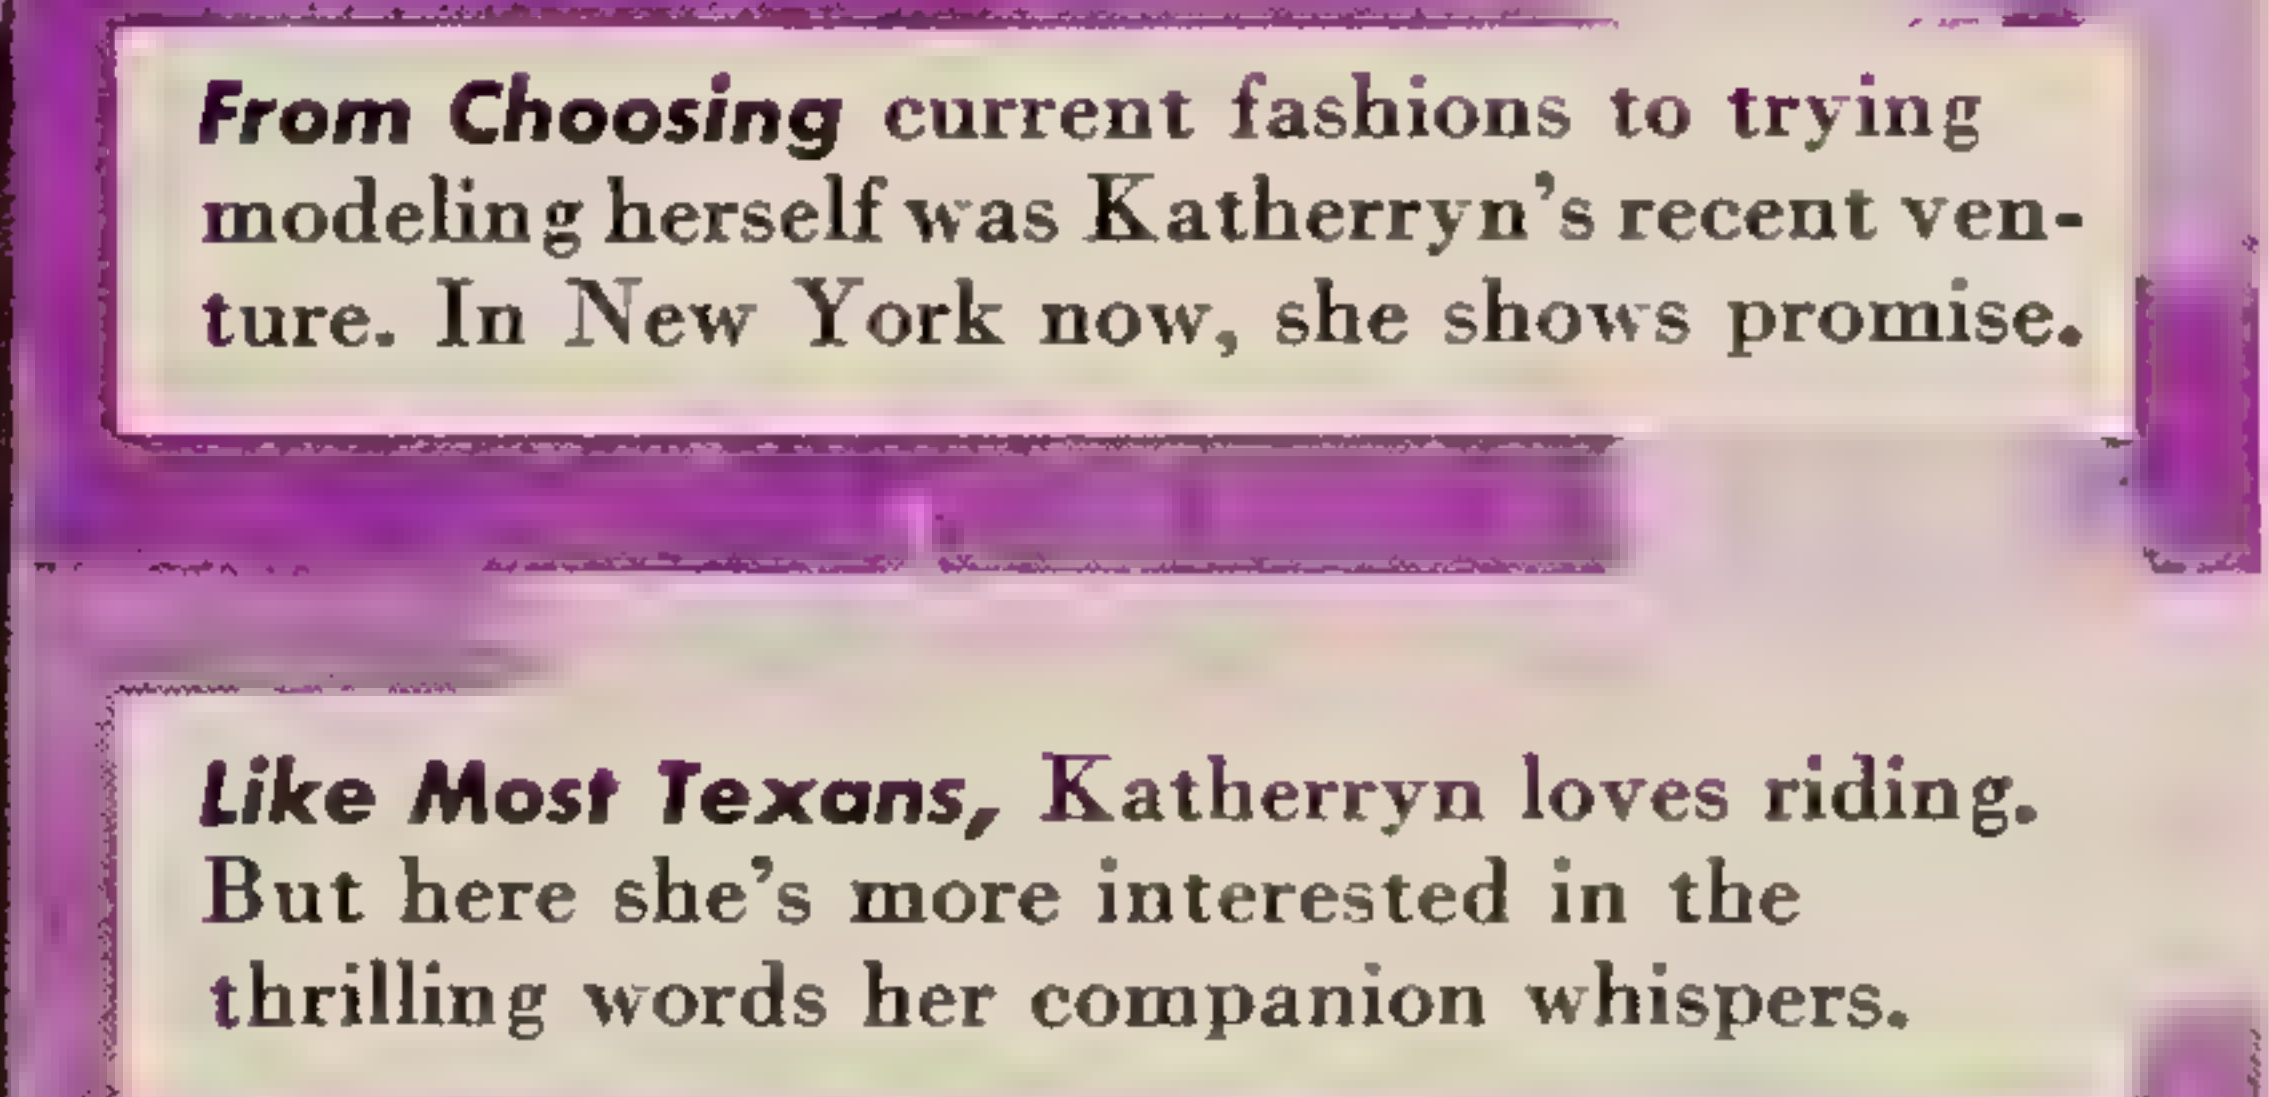 From Choosing current fashions to trying
modeling herself was Katherryn's recent ven-
ture. In New York now, she shows promise.
Like Most Texans, Katherryn loves riding.
But here she's more interested in the
thrilling words her companion whispers.